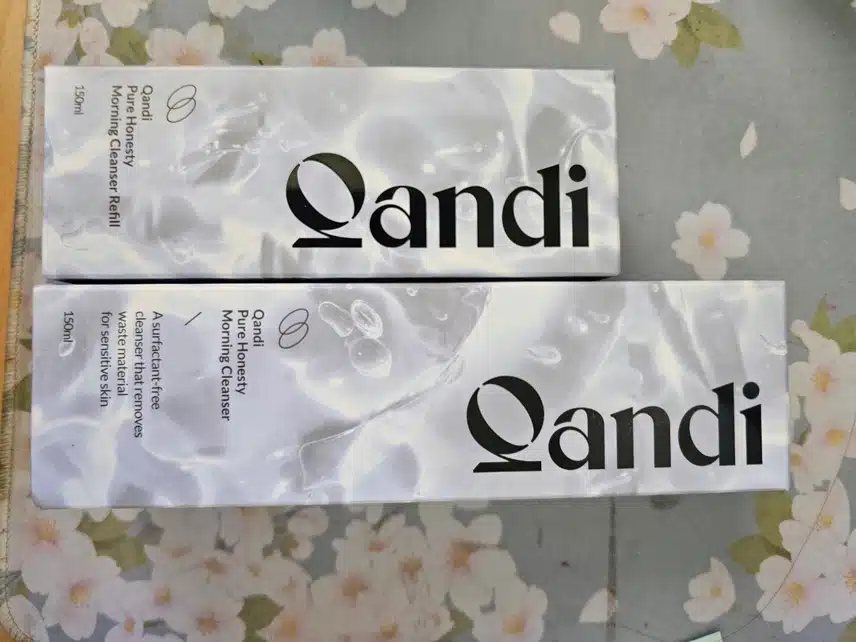 Qandi
Qandi
Pure Honesty
Morning Cleanser Refill
150ml
Qandi
Qandi
Pure Honesty
Morning Cleanser
A surfactant-free
cleanser that removes
waste material
for sensitive skin
150ml